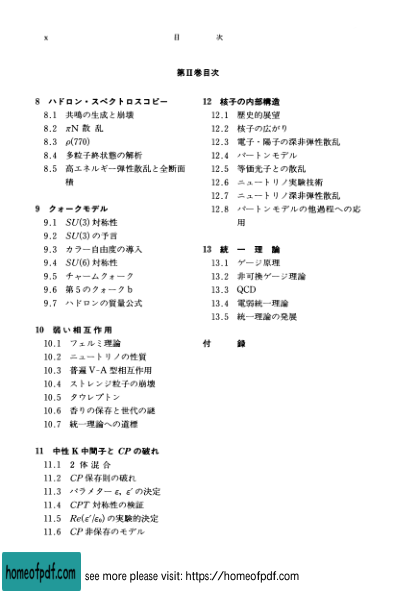 x 目 次
第II巻目次
8 ハドロン・スペクトロスコピー
8.1 共鳴の生成と崩壊
8.2 πN 散 乱
8.3 ρ(770)
8.4 多粒子終状態の解析
8.5 高エネルギー弾性散乱と全断面
積
9 クォークモデル
9.1 SU(3) 対称性
9.2 SU(3) の予言
9.3 カラー自由度の導入
9.4 SU(6) 対称性
9.5 チャームクォーク
9.6 第5のクォーク b
9.7 ハドロンの質量公式
10 弱い相互作用
10.1 フェルミ理論
10.2 ニュートリノの性質
10.3 普遍 V-A 型相互作用
10.4 ストレンジ粒子の崩壊
10.5 タウレプトン
10.6 香りの保存と世代の謎
10.7 統一理論への道標
11 中性 K 中間子と CP の破れ
11.1 2 体 混 合
11.2 CP 保存則の破れ
11.3 パラメター ε, ε′ の決定
11.4 CPT 対称性の検証
11.5 Re(ε′/ε₀) の実験的決定
11.6 CP 非保存のモデル
12 核子の内部構造
12.1 歴史的展望
12.2 核子の広がり
12.3 電子・陽子の深非弾性散乱
12.4 パートンモデル
12.5 等価光子との散乱
12.6 ニュートリノ実験技術
12.7 ニュートリノ深非弾性散乱
12.8 パートンモデルの他過程への応
用
13 統 一 理 論
13.1 ゲージ原理
13.2 非可換ゲージ理論
13.3 QCD
13.4 電弱統一理論
13.5 統一理論の発展
付 録
homeofpdf.com see more please visit: https://homeofpdf.com